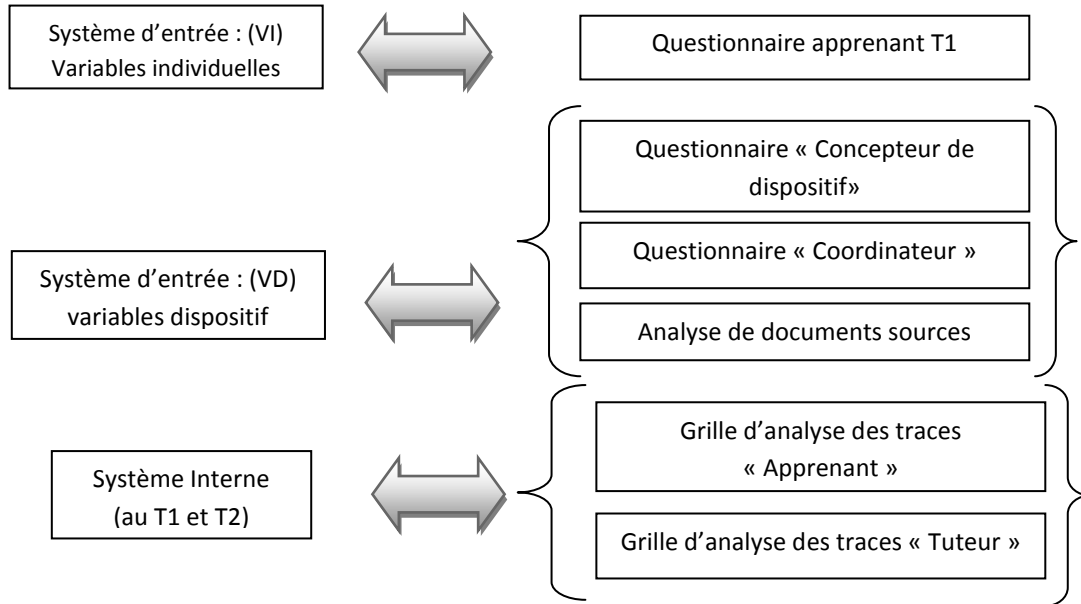 Système d’entrée : (VI)
Variables individuelles
Questionnaire apprenant T1
Questionnaire « Concepteur de
dispositif»
Questionnaire « Coordinateur »
Système d’entrée : (VD)
variables dispositif
Analyse de documents sources
Grille d’analyse des traces
« Apprenant »
Système Interne
(au T1 et T2)
Grille d’analyse des traces « Tuteur »